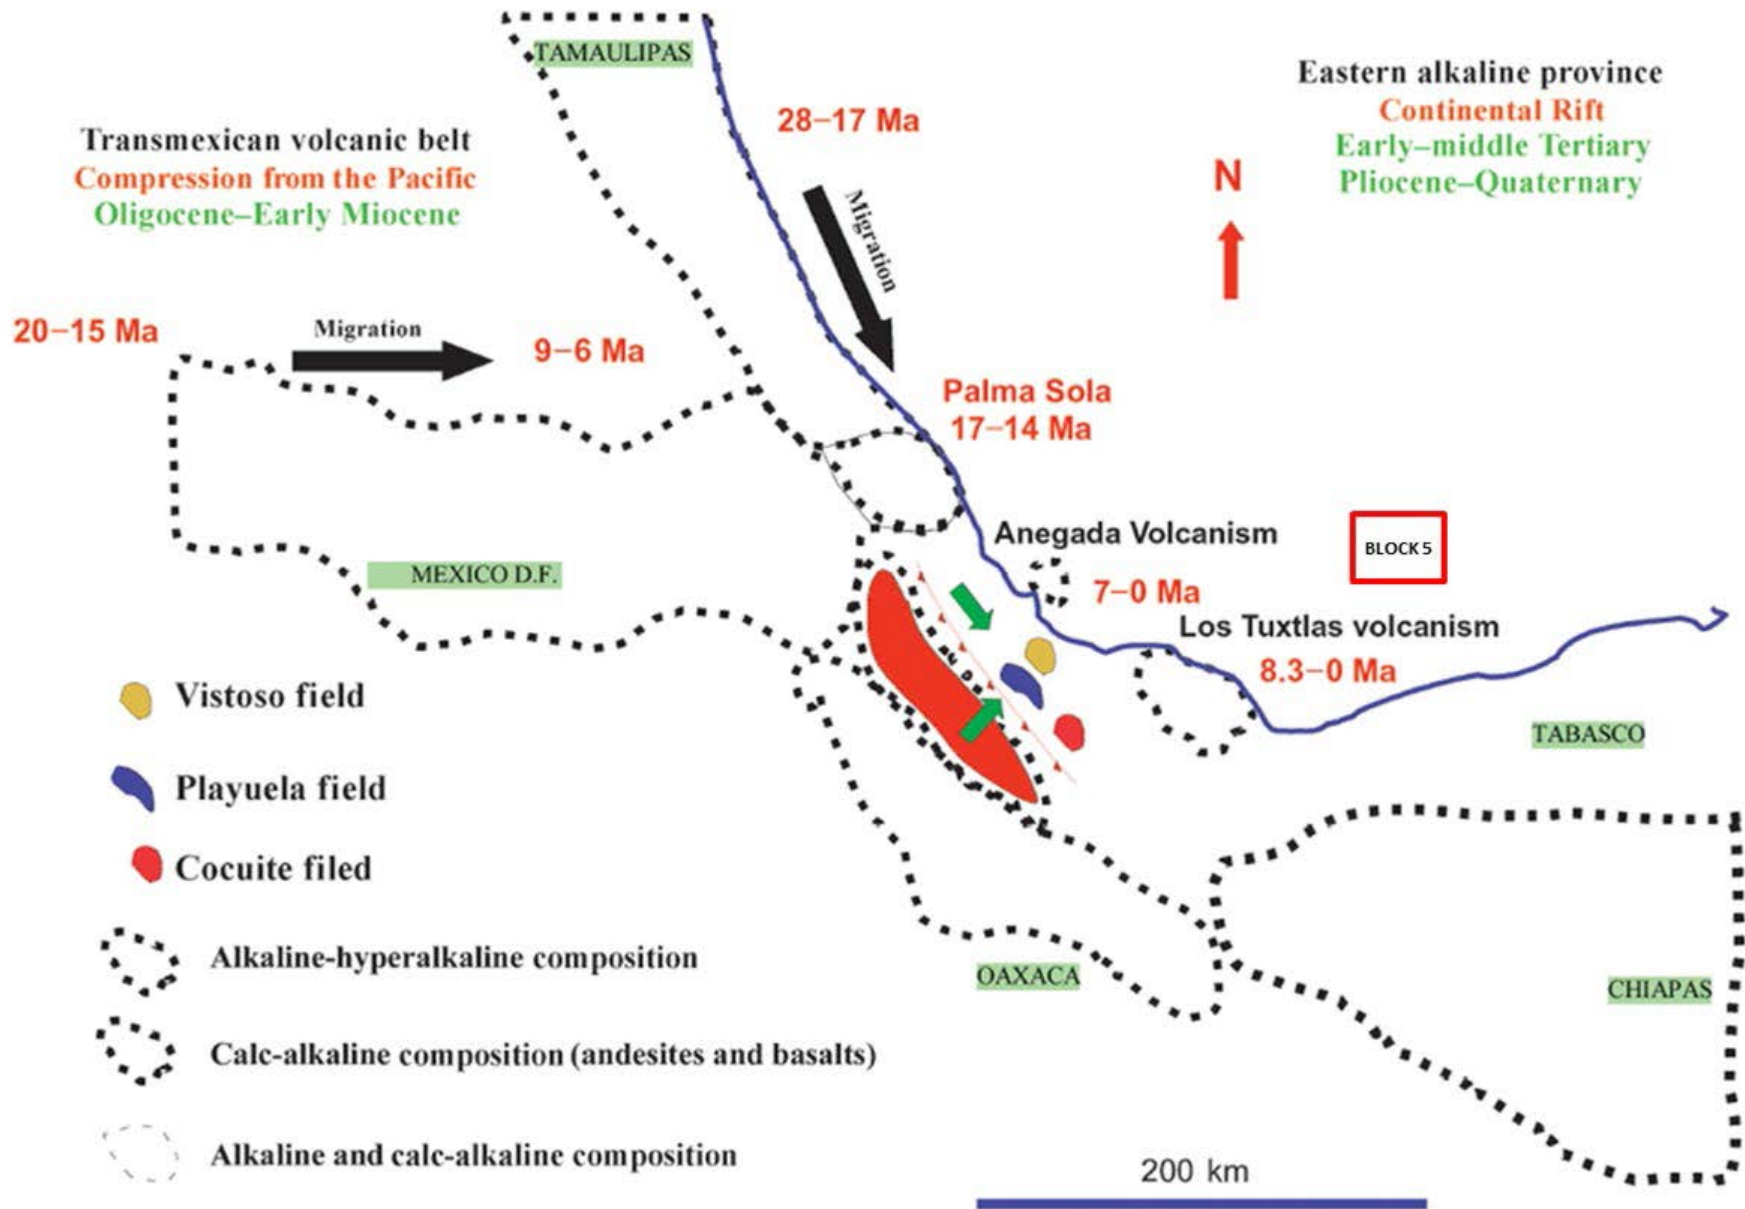 TAMAULIPAS
Eastern alkaline province
Continental Rift
Early–middle Tertiary
Pliocene–Quaternary
28–17 Ma
Transmexican volcanic belt
Compression from the Pacific
Oligocene–Early Miocene
N
Migration
20–15 Ma
Migration
9–6 Ma
Palma Sola
17–14 Ma
Anegada Volcanism
7–0 Ma
BLOCK 5
MEXICO D.F.
Los Tuxtlas volcanism
8.3–0 Ma
TABASCO
Vistoso field
Playuela field
Cocuite filed
Alkaline-hyperalkaline composition
OAXACA
CHIAPAS
Calc-alkaline composition (andesites and basalts)
Alkaline and calc-alkaline composition
200 km